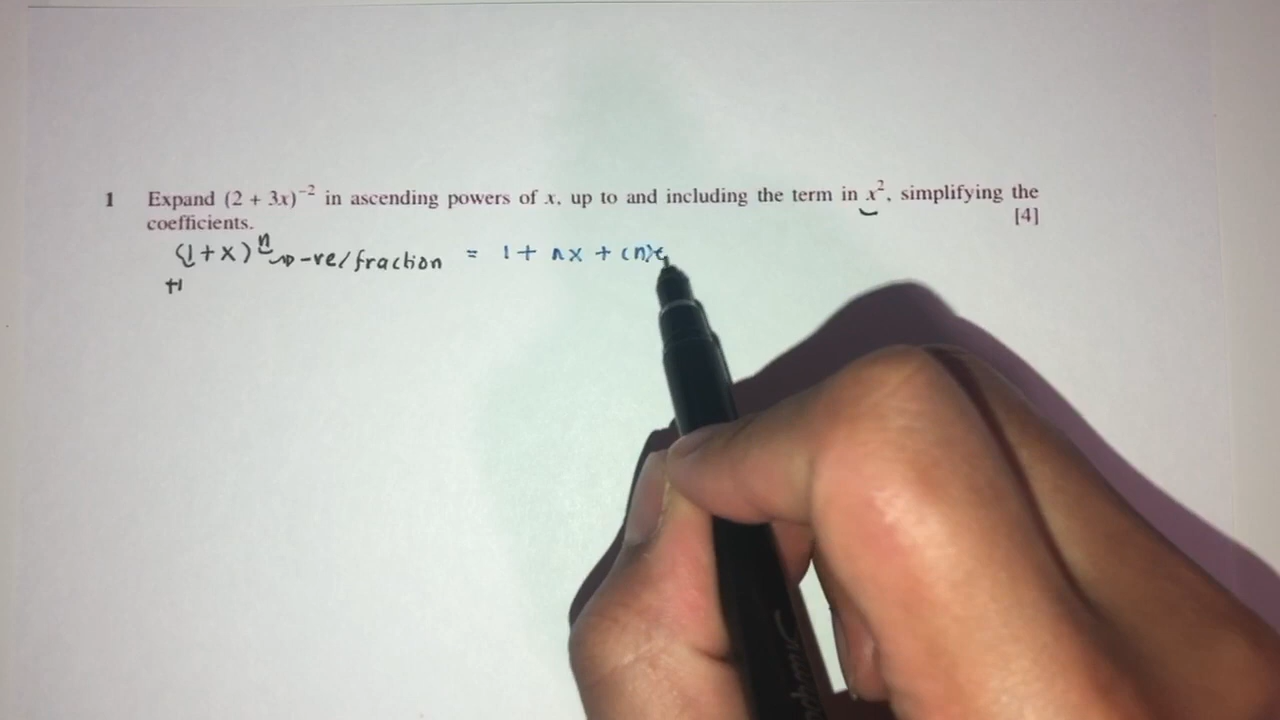 1 Expand (2 + 3x)⁻² in ascending powers of x, up to and including the term in x², simplifying the
coefficients. [4]
(1+x)ⁿ → -ve/fraction = 1 + nx + (n)
+1